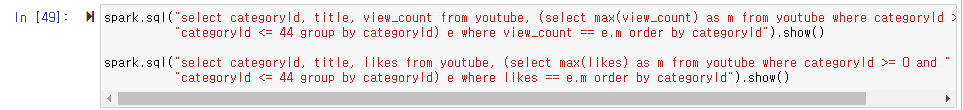 In [49]:
spark.sql("select categoryId, title, view_count from youtube, (select max(view_count) as m from youtube where categoryId >
"categoryId <= 44 group by categoryId) e where view_count == e.m order by categoryId").show()
spark.sql("select categoryId, title, likes from youtube, (select max(likes) as m from youtube where categoryId >= 0 and "
"categoryId <= 44 group by categoryId) e where likes == e.m order by categoryId").show()